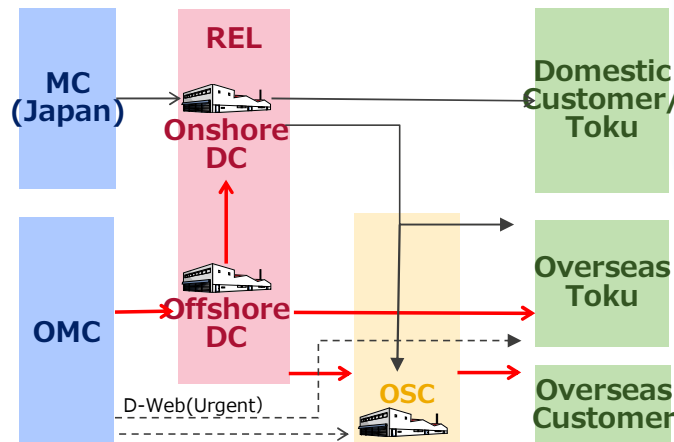 REL
MC
(Japan)
Onshore
DC
Domestic
Customer/
Toku
OMC
Offshore
DC
Overseas
Toku
D-Web(Urgent)
OSC
Overseas
Customer